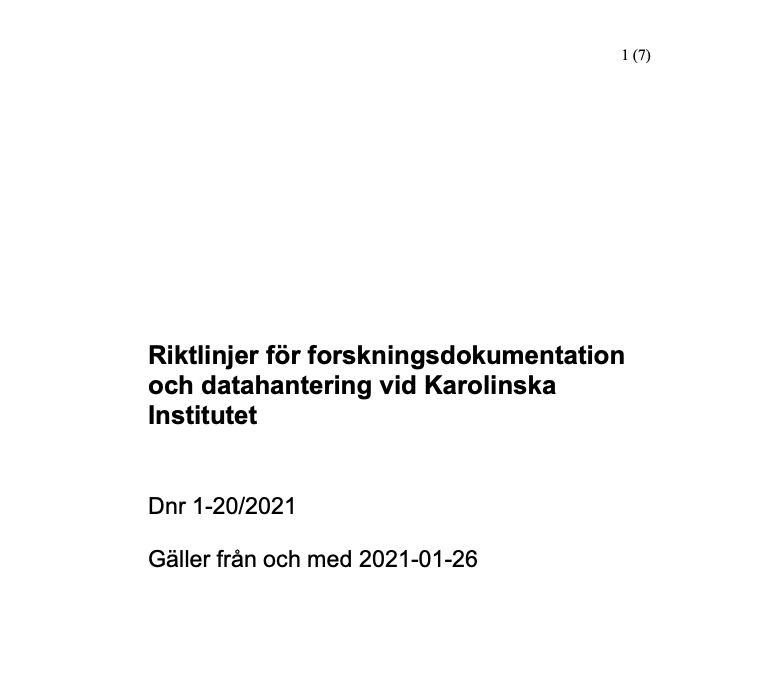 1 (7)
Riktlinjer för forskningsdokumentation
och datahantering vid Karolinska
Institutet
Dnr 1-20/2021
Gäller från och med 2021-01-26